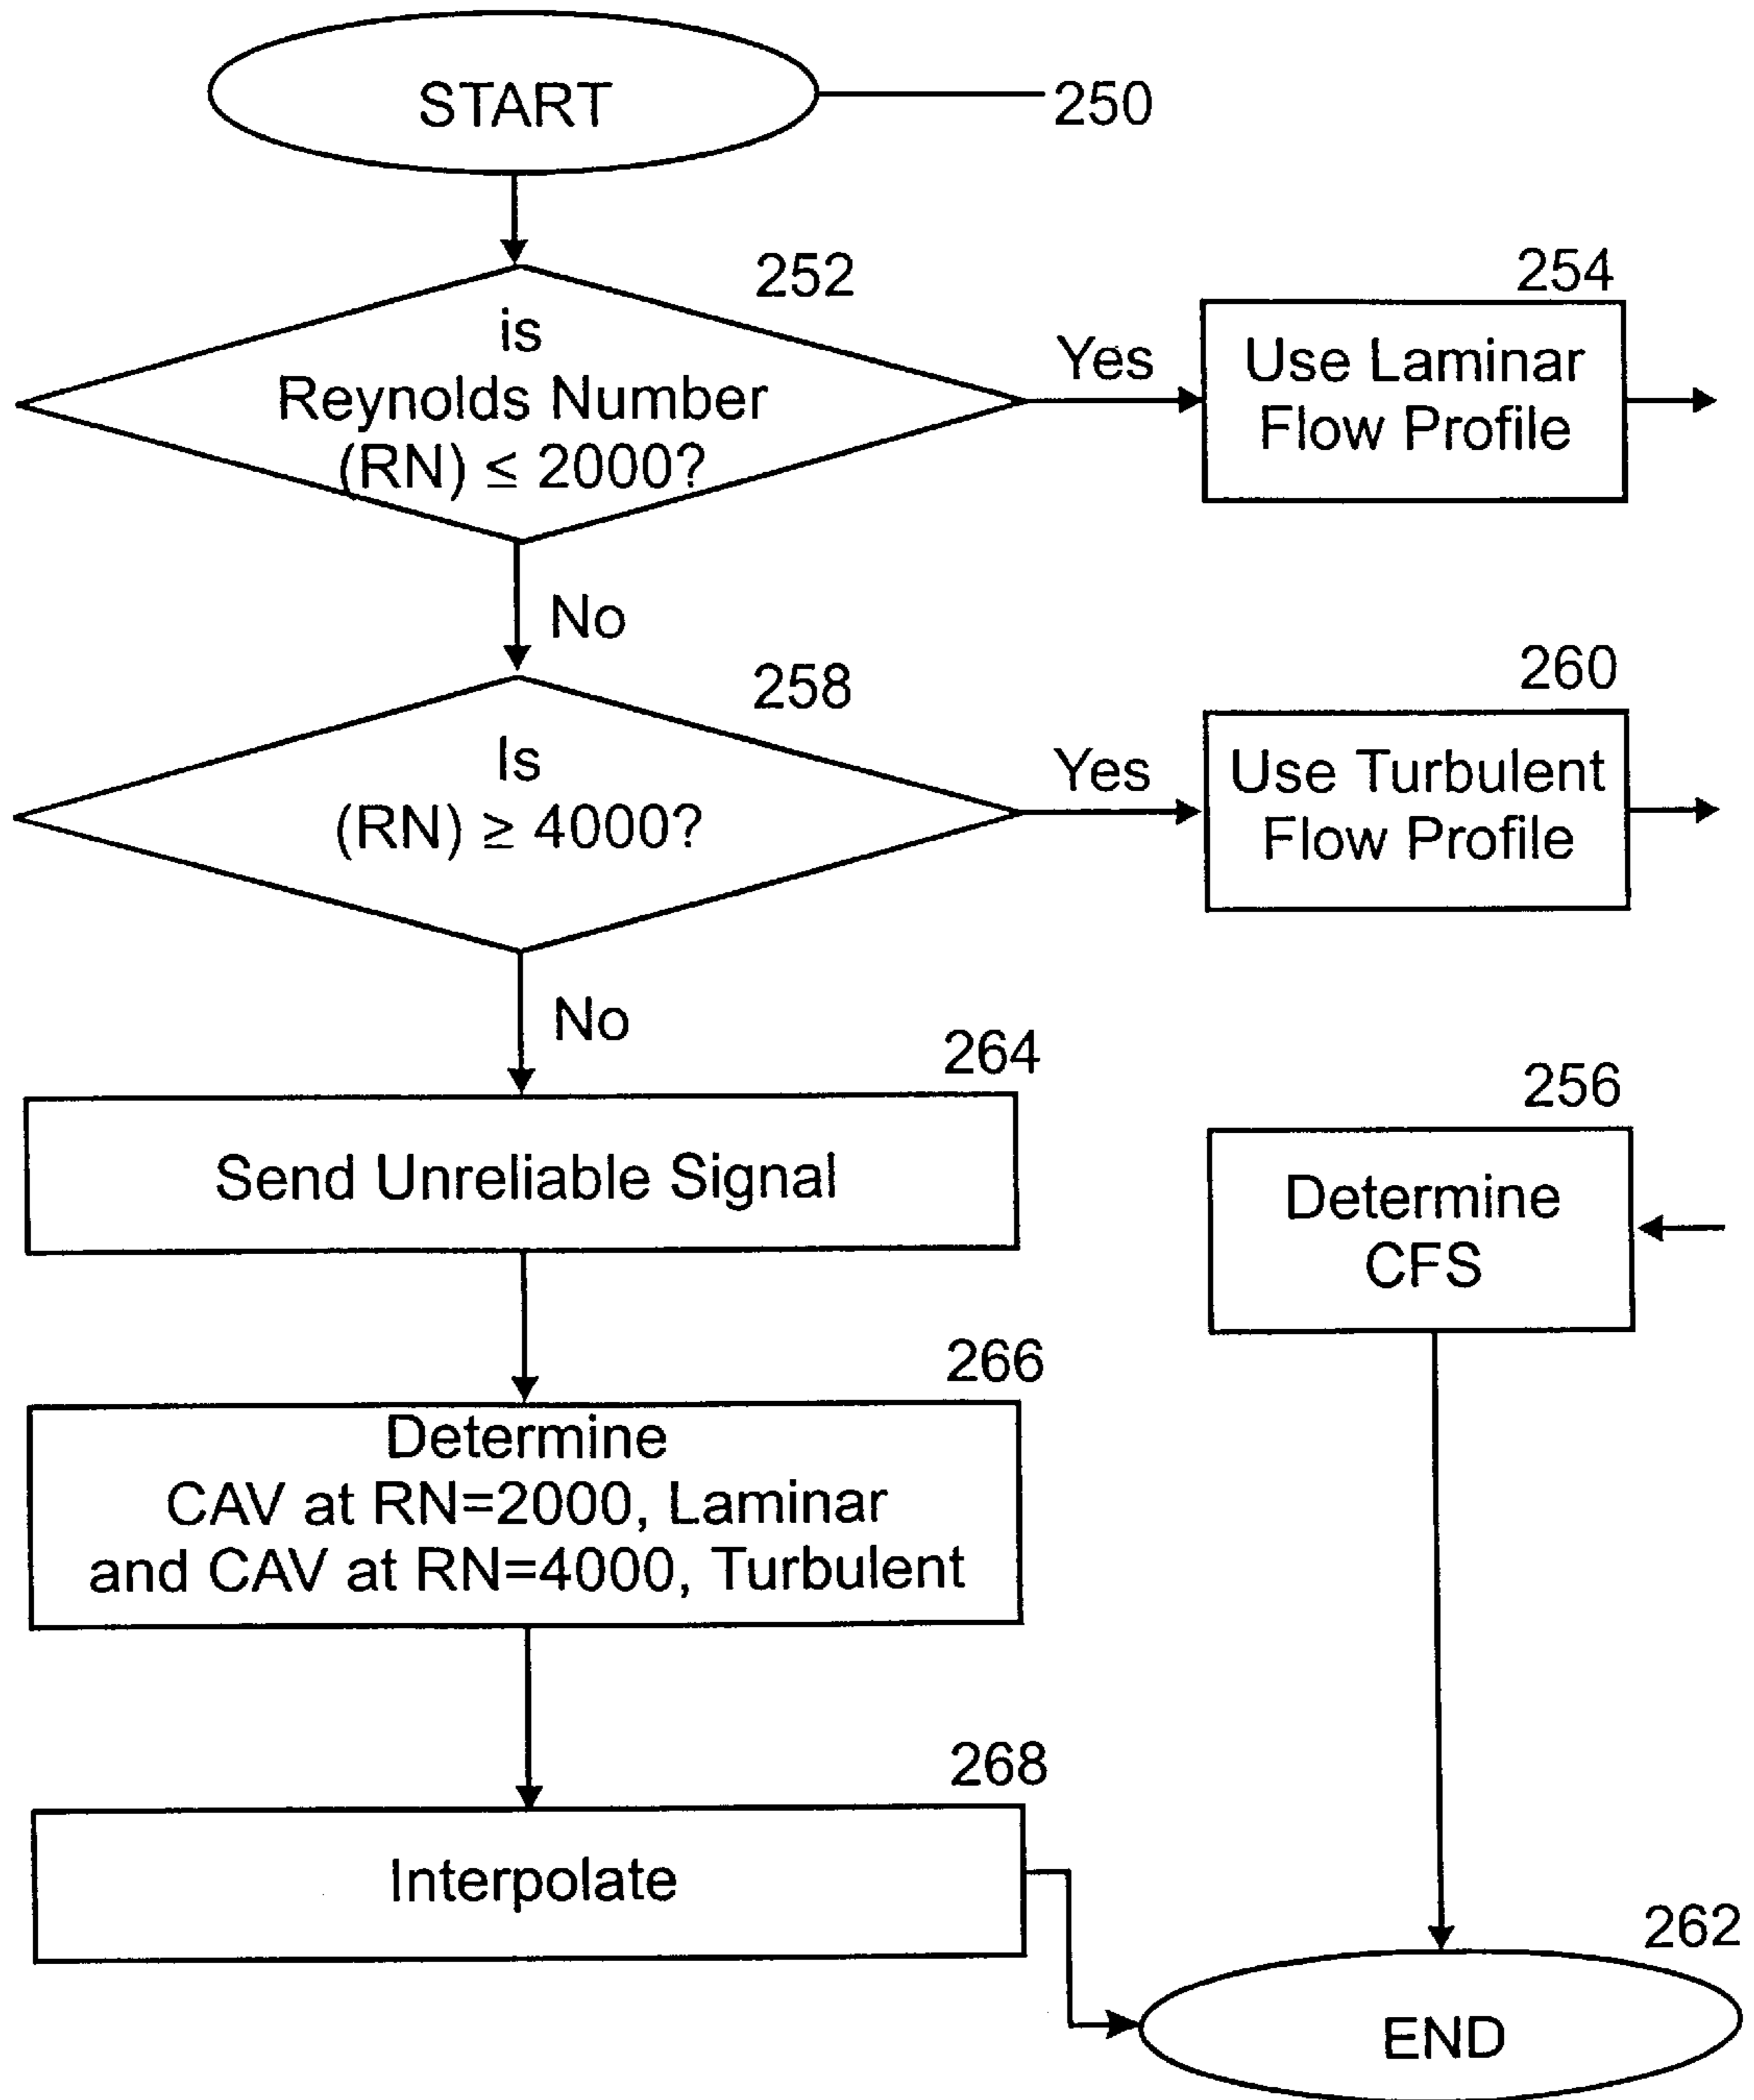 START
250
252
is
Reynolds Number
(RN) ≤ 2000?
Yes
254
Use Laminar
Flow Profile
No
258
Is
(RN) ≥ 4000?
Yes
260
Use Turbulent
Flow Profile
No
264
Send Unreliable Signal
256
Determine
CFS
266
Determine
CAV at RN=2000, Laminar
and CAV at RN=4000, Turbulent
268
Interpolate
262
END